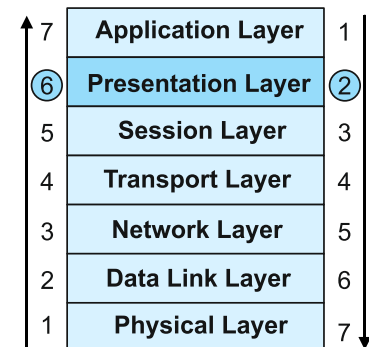 7 Application Layer 1
6 Presentation Layer 2
5 Session Layer 3
4 Transport Layer 4
3 Network Layer 5
2 Data Link Layer 6
1 Physical Layer 7